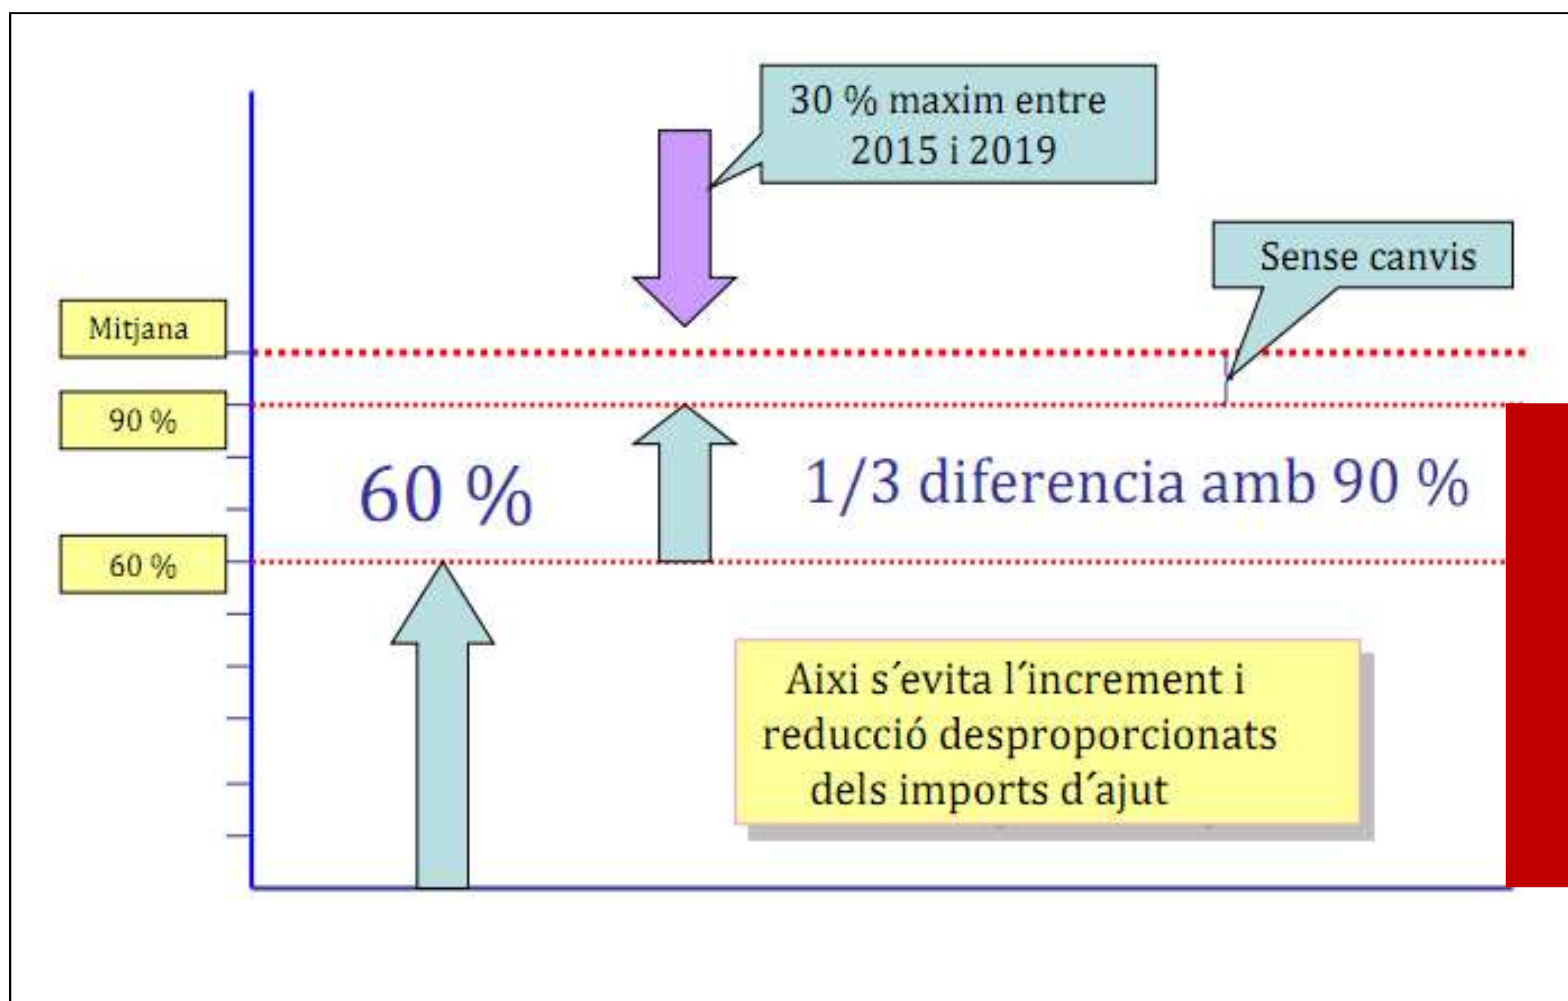 30 % maxim entre
2015 i 2019
Sense canvis
Mitjana
90 %
60 %
1/3 diferencia amb 90 %
60 %
Aixi s´evita l´increment i
reducció desproporcionats
dels imports d´ajut